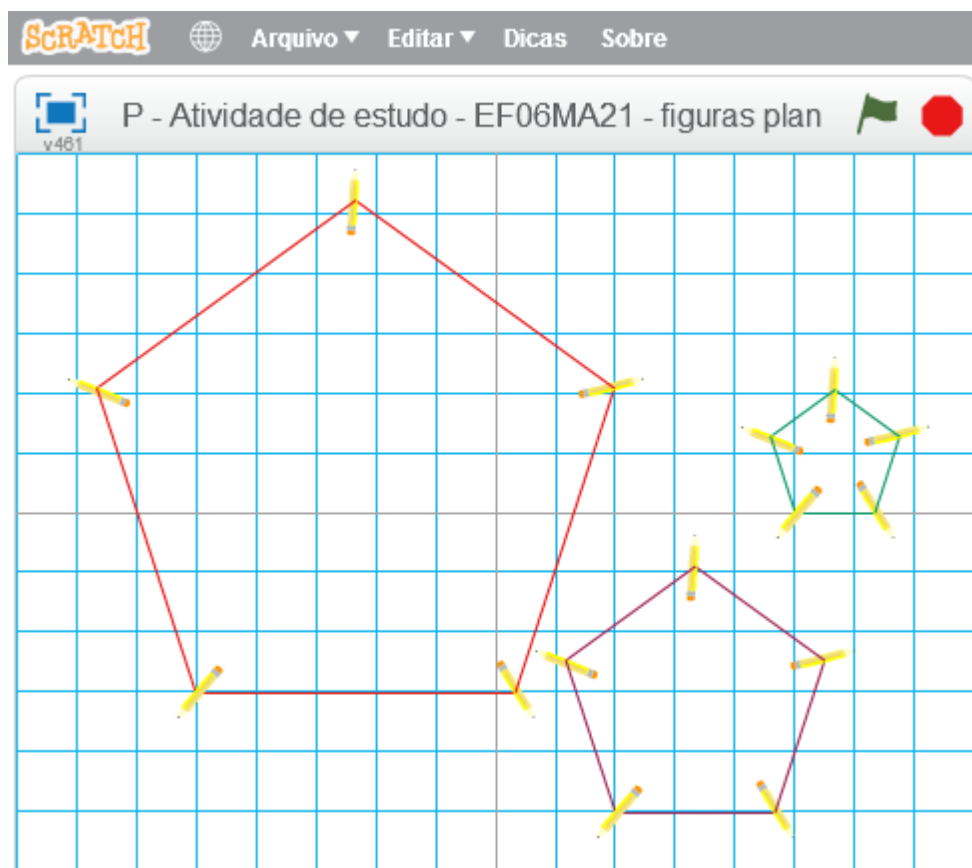 SCRATCH Arquivo Editar Dicas Sobre
P - Atividade de estudo - EF06MA21 - figuras plan
v461